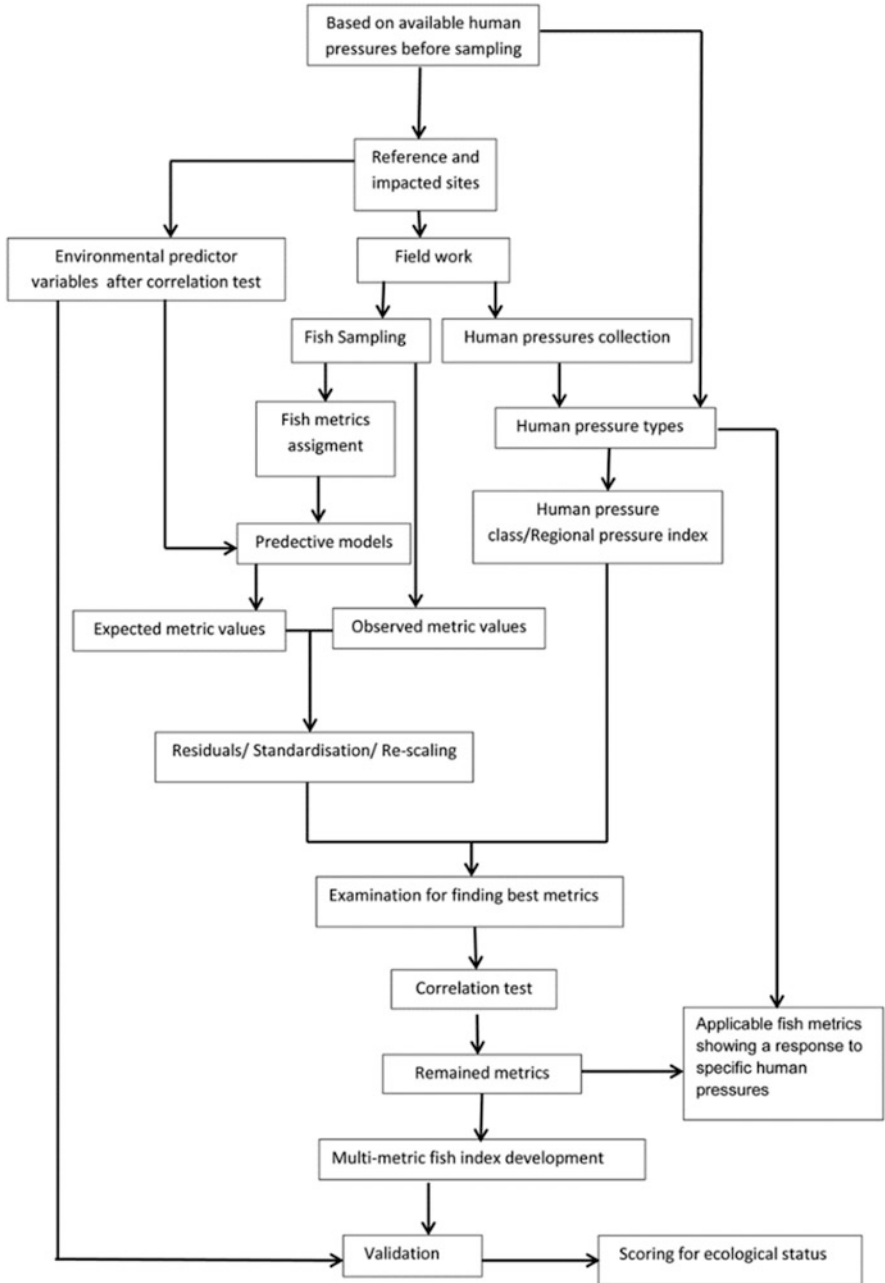 Based on available human
pressures before sampling
Reference and
impacted sites
Environmental predictor
variables after correlation test
Field work
Fish Sampling
Human pressures collection
Fish metrics
assigment
Human pressure types
Human pressure
class/Regional pressure index
Predective models
Expected metric values
Observed metric values
Residuals/ Standardisation/ Re-scaling
Examination for finding best metrics
Correlation test
Applicable fish metrics
showing a response to
specific human
pressures
Remained metrics
Multi-metric fish index development
Validation
Scoring for ecological status